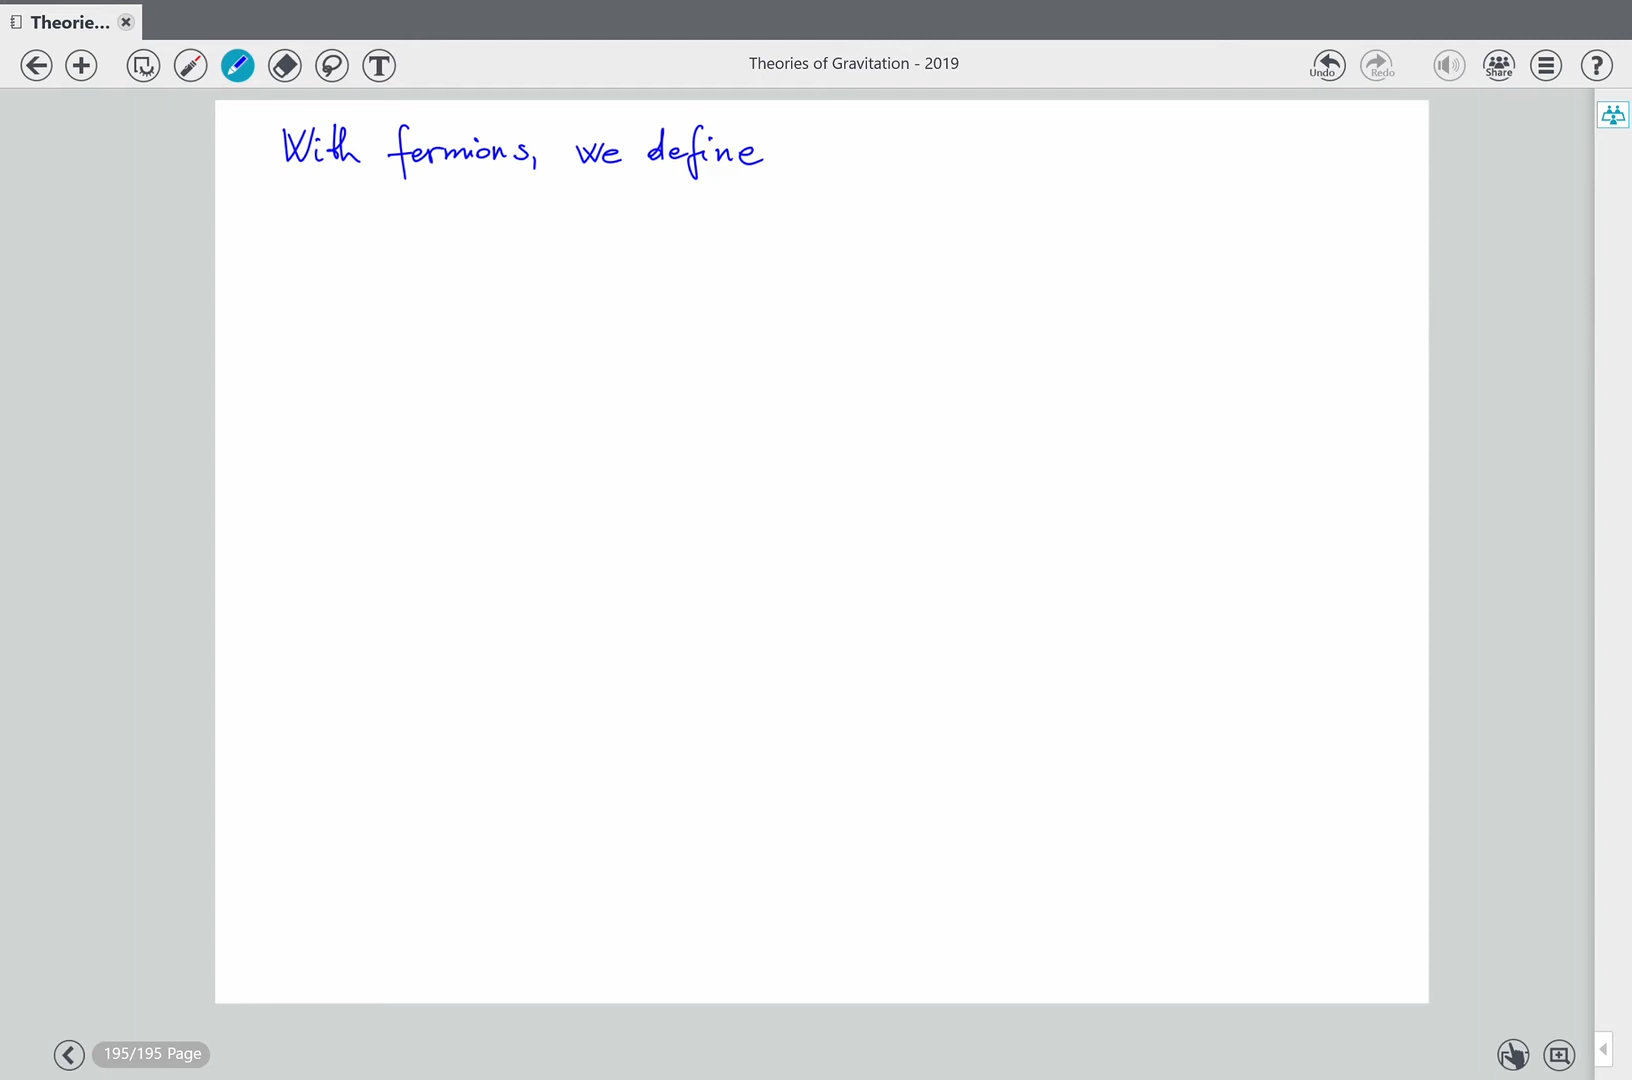 Theorie...
Theories of Gravitation - 2019
Undo
Redo
Share
With fermions, we define
195/195 Page